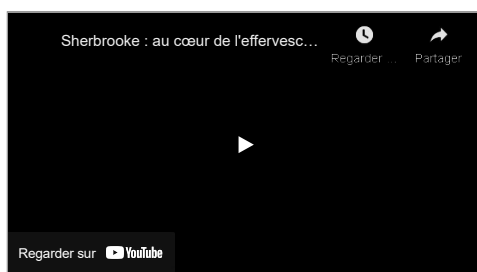 Sherbrooke : au cœur de l'effervesc…
Regarder ...
Partager
Regarder sur YouTube